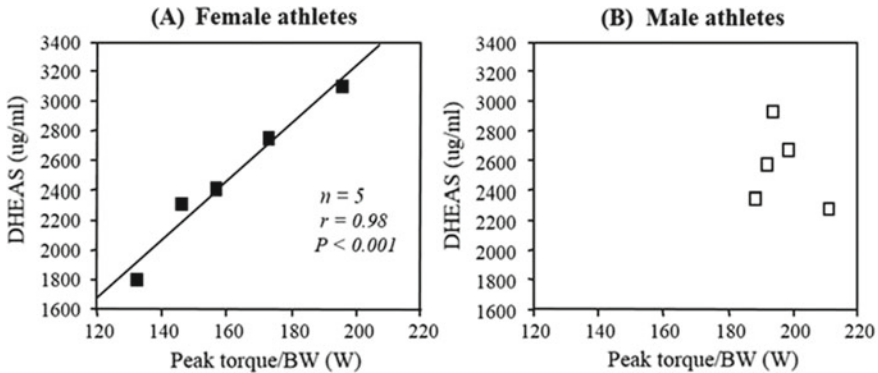 (A) Female athletes
3400
3200
3000
2800
2600
2400
2200
2000
1800
1600
DHEAS (ug/ml)
n = 5
r = 0.98
P < 0.001
120 140 160 180 200 220
Peak torque/BW (W)
(B) Male athletes
3400
3200
3000
2800
2600
2400
2200
2000
1800
1600
DHEAS (ug/ml)
120 140 160 180 200 220
Peak torque/BW (W)